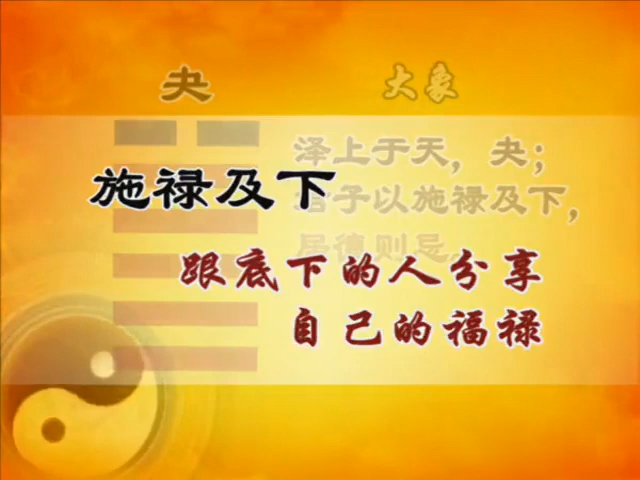 夬
大象
泽上于天，夬；
君子以施禄及下，
居德则忌
施禄及下
跟底下的人分享
自己的福禄